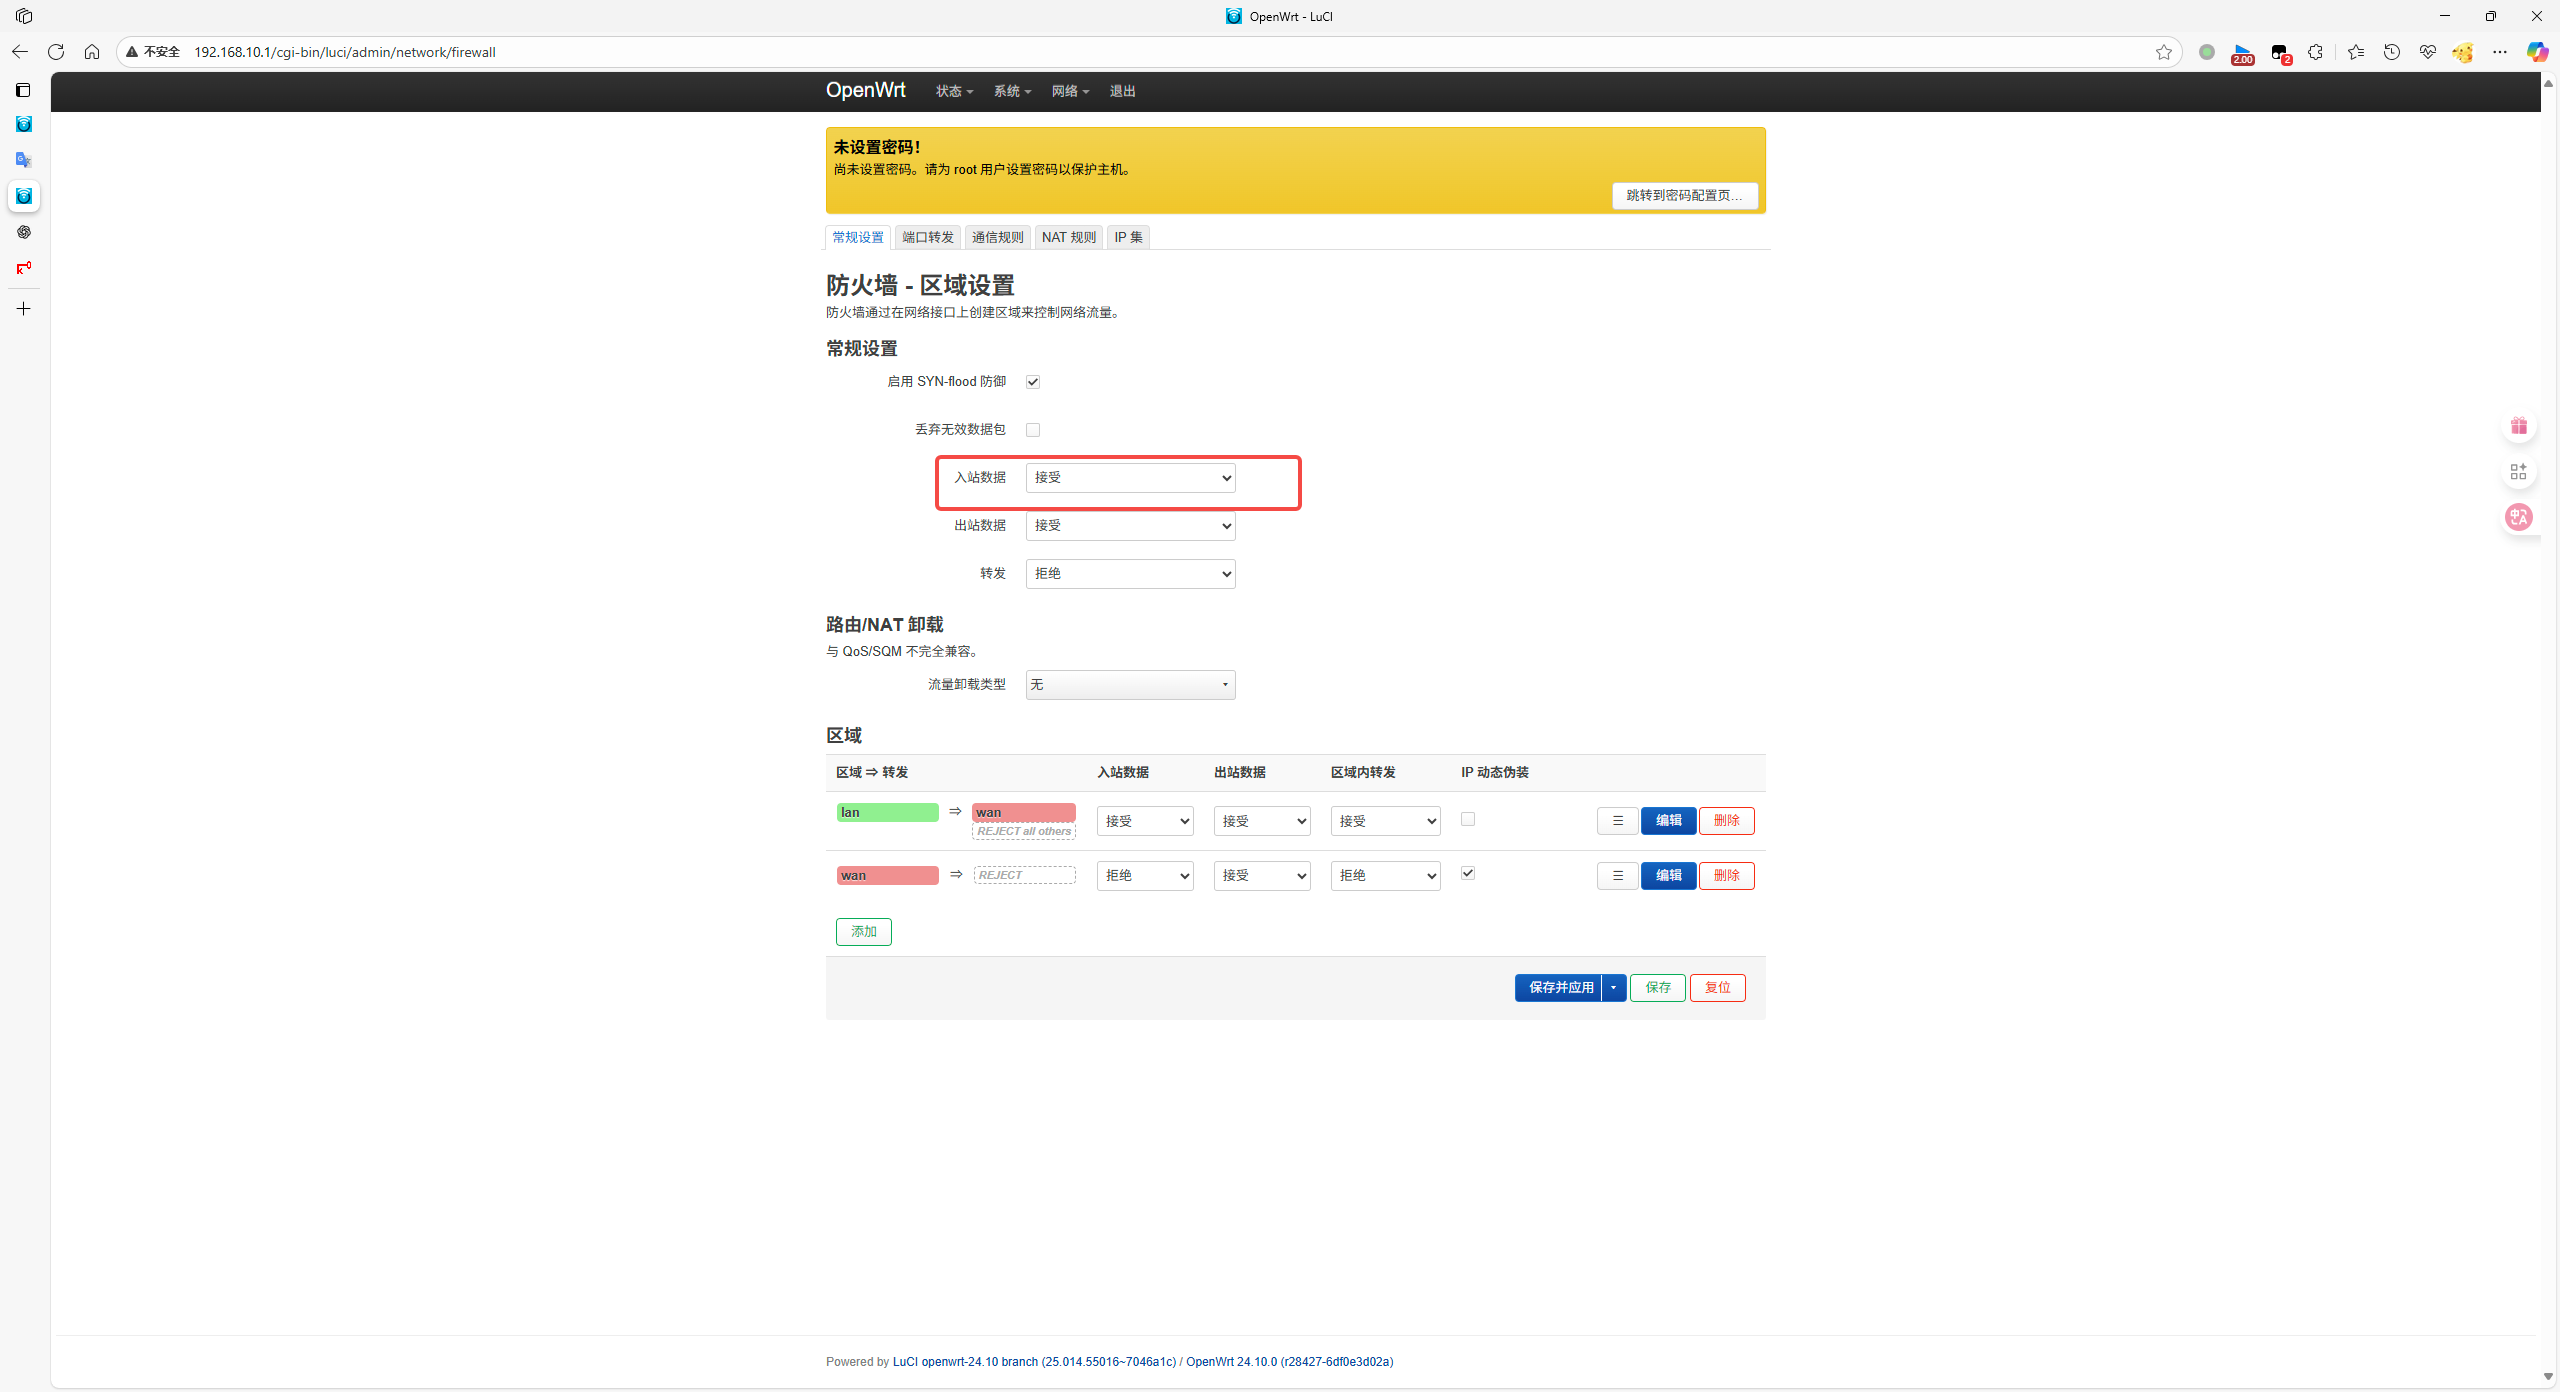 OpenWrt - LuCI
不安全 192.168.10.1/cgi-bin/luci/admin/network/firewall
2.00 2
OpenWrt 状态 系统 网络 退出
未设置密码！
尚未设置密码。请为 root 用户设置密码以保护主机。
跳转到密码配置页…
常规设置 端口转发 通信规则 NAT 规则 IP 集
防火墙 - 区域设置
防火墙通过在网络接口上创建区域来控制网络流量。
常规设置
启用 SYN-flood 防御
丢弃无效数据包
入站数据 接受
出站数据 接受
转发 拒绝
路由/NAT 卸载
与 QoS/SQM 不完全兼容。
流量卸载类型 无
区域
区域 ⇒ 转发 入站数据 出站数据 区域内转发 IP 动态伪装
lan ⇒ wan 接受 接受 接受 ☰ 编辑 删除
REJECT all others
wan ⇒ REJECT 拒绝 接受 拒绝 ☰ 编辑 删除
添加
保存并应用 保存 复位
Powered by LuCI openwrt-24.10 branch (25.014.55016~7046a1c) / OpenWrt 24.10.0 (r28427-6df0e3d02a)